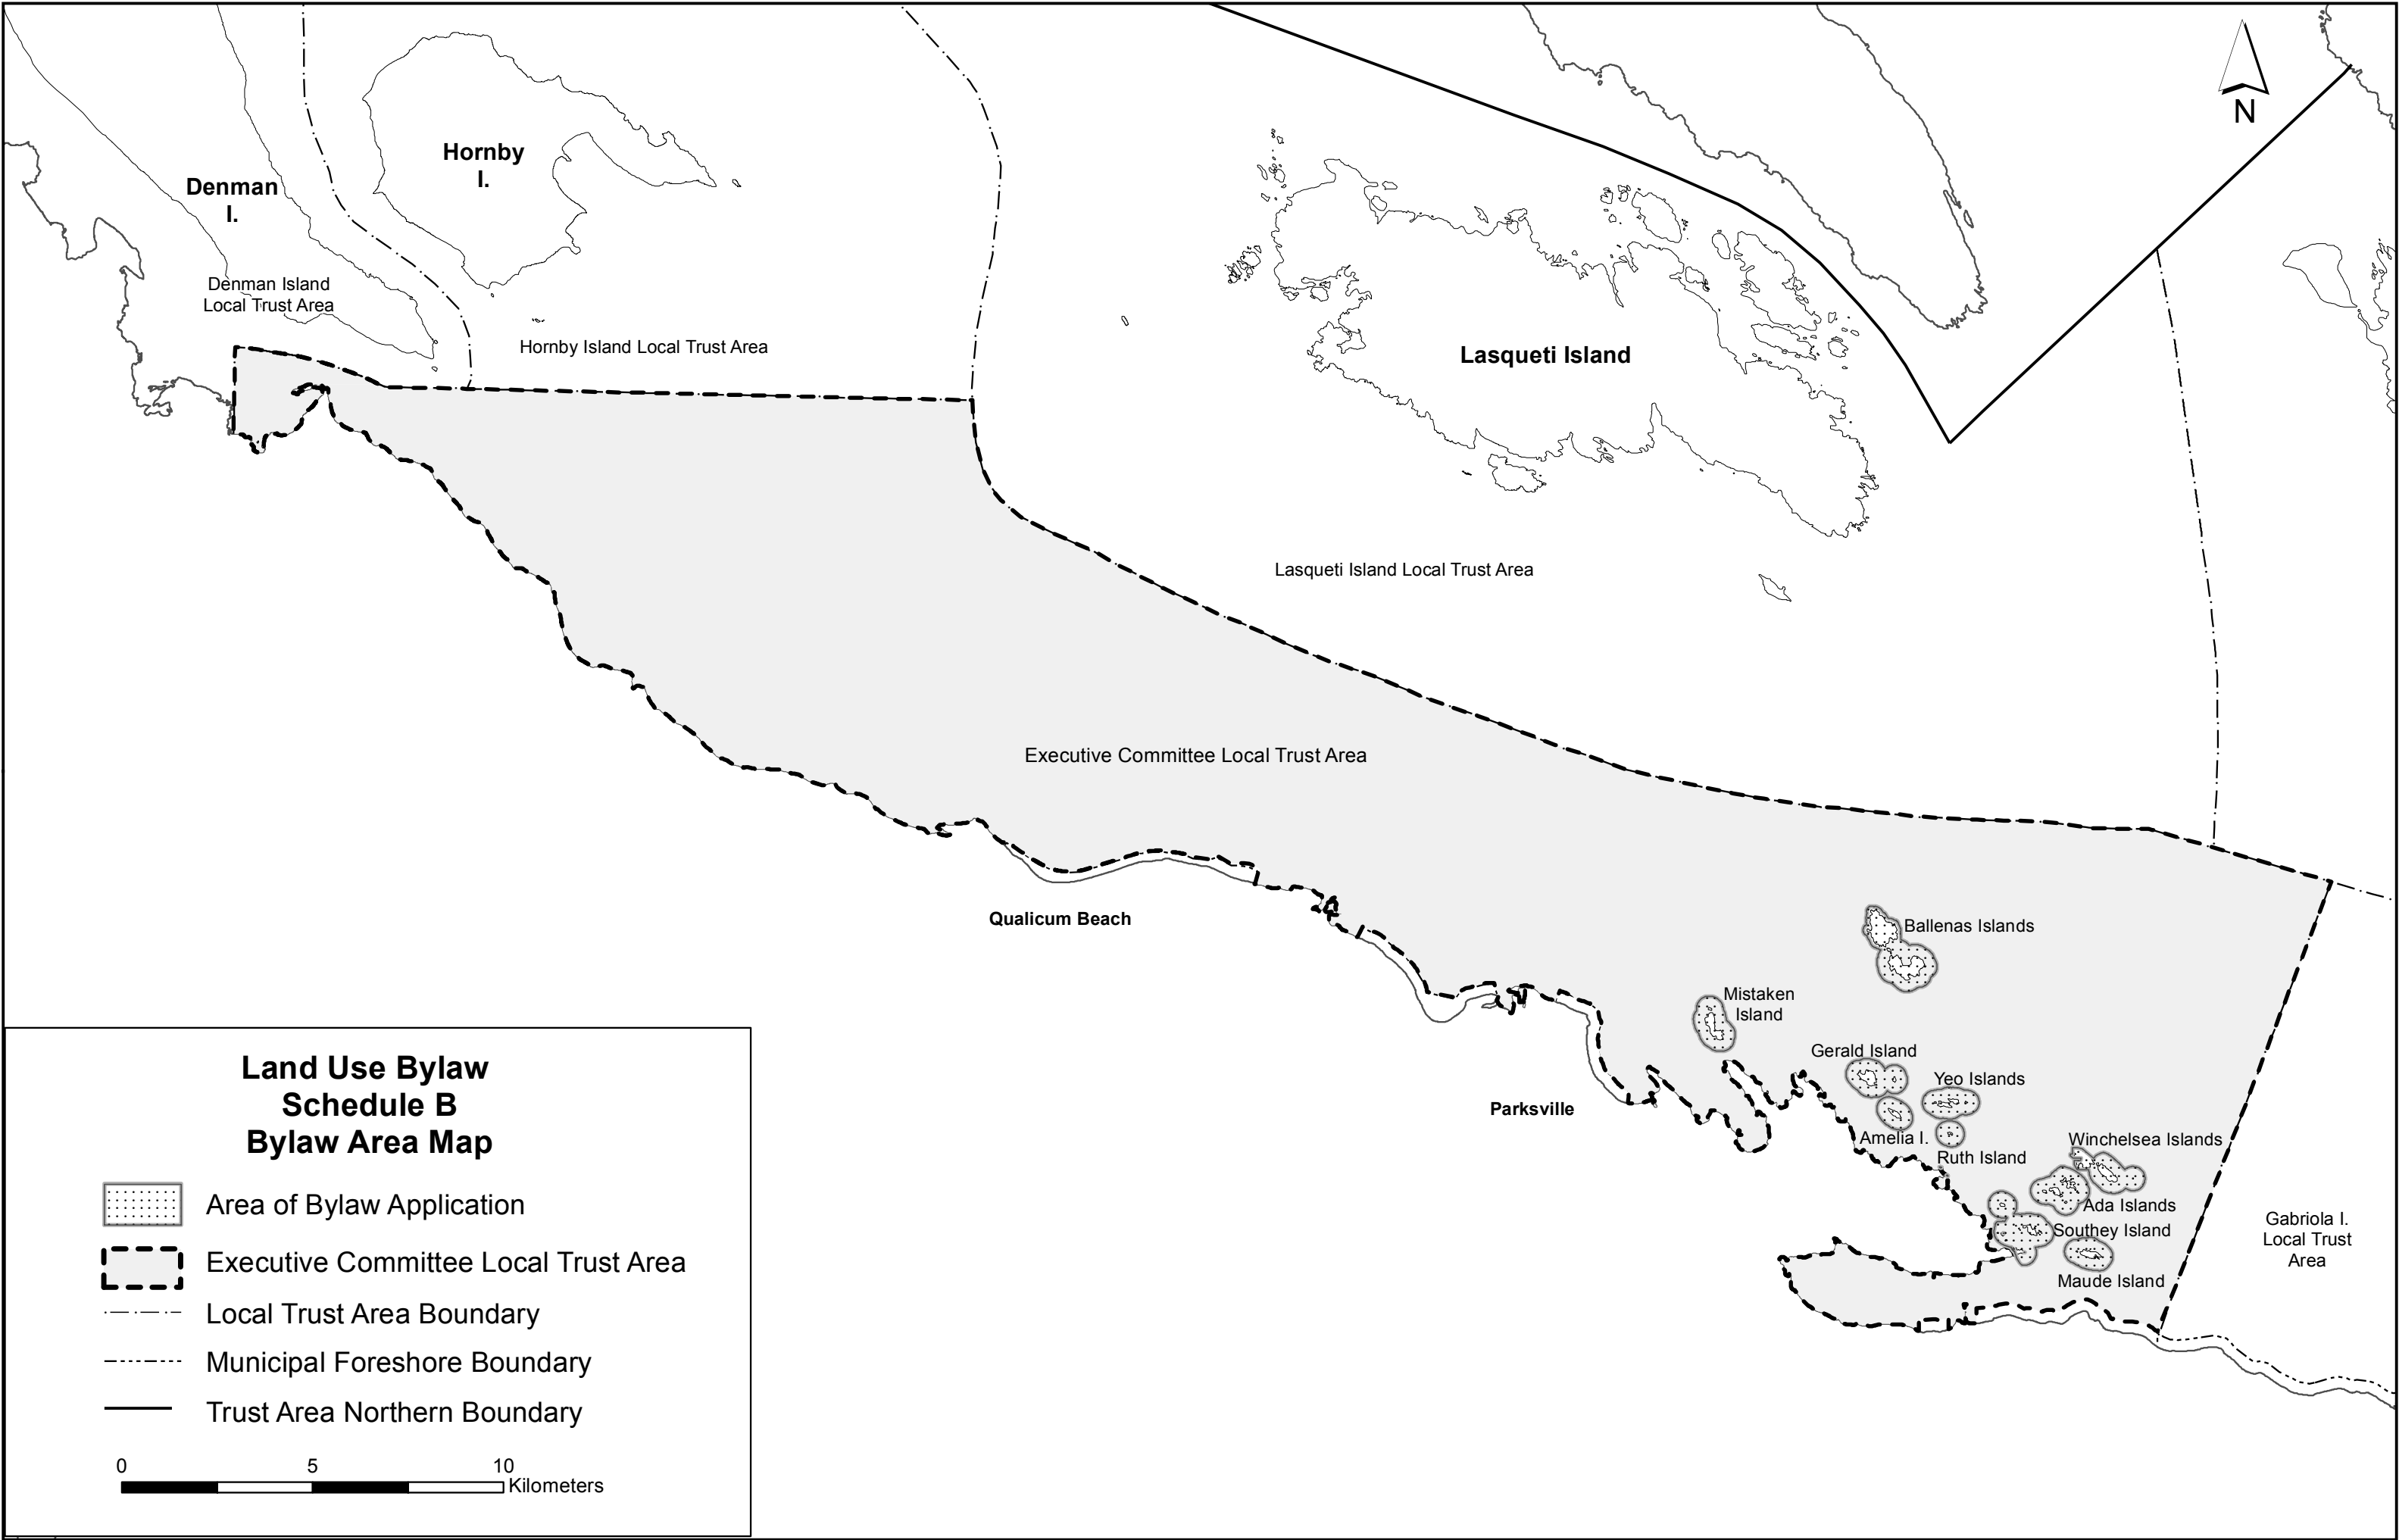 N
Hornby
I.
Denman
I.
Denman Island
Local Trust Area
Hornby Island Local Trust Area
Lasqueti Island
Lasqueti Island Local Trust Area
Executive Committee Local Trust Area
Qualicum Beach
Ballenas Islands
Mistaken
Island
Gerald Island
Yeo Islands
Parksville
Amelia I.
Winchelsea Islands
Ruth Island
Ada Islands
Southey Island
Maude Island
Gabriola I.
Local Trust
Area
Land Use Bylaw
Schedule B
Bylaw Area Map
Area of Bylaw Application
Executive Committee Local Trust Area
Local Trust Area Boundary
Municipal Foreshore Boundary
Trust Area Northern Boundary
0 5 10
Kilometers